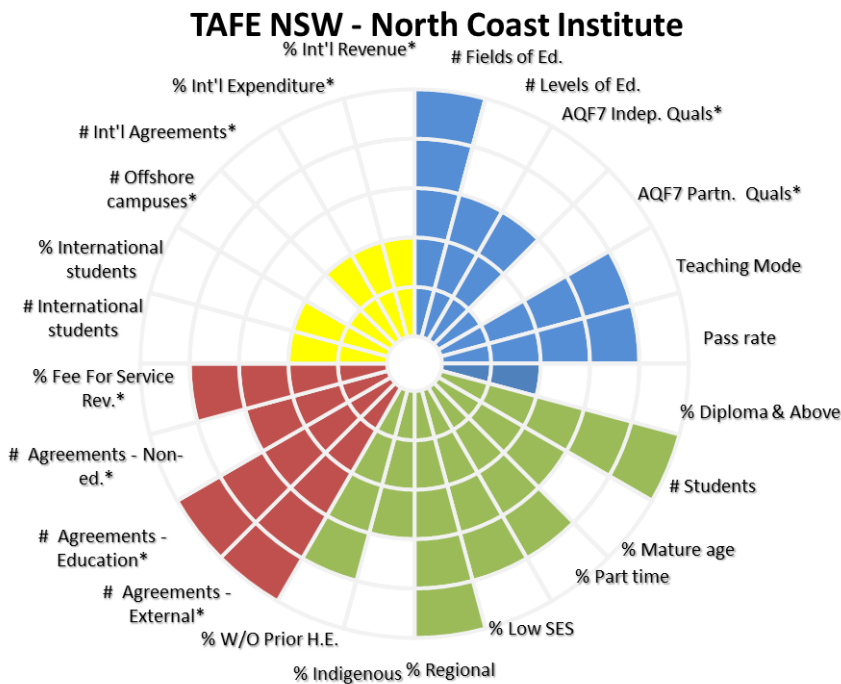 TAFE NSW - North Coast Institute
% Int'l Revenue*
# Fields of Ed.
% Int'l Expenditure*
# Levels of Ed.
AQF7 Indep. Quals*
# Int'l Agreements*
# Offshore
campuses*
AQF7 Partn.  Quals*
% International
students
Teaching Mode
# International
students
Pass rate
% Fee For Service
Rev.*
% Diploma & Above
#  Agreements - Non-
ed.*
# Students
#  Agreements -
Education*
% Mature age
% Part time
#  Agreements -
External*
% Low SES
% W/O Prior H.E.
% Indigenous
% Regional